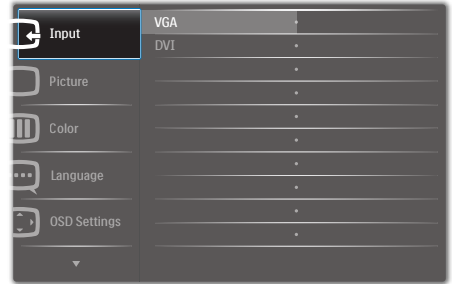 Input
VGA
DVI
Picture
Color
Language
OSD Settings